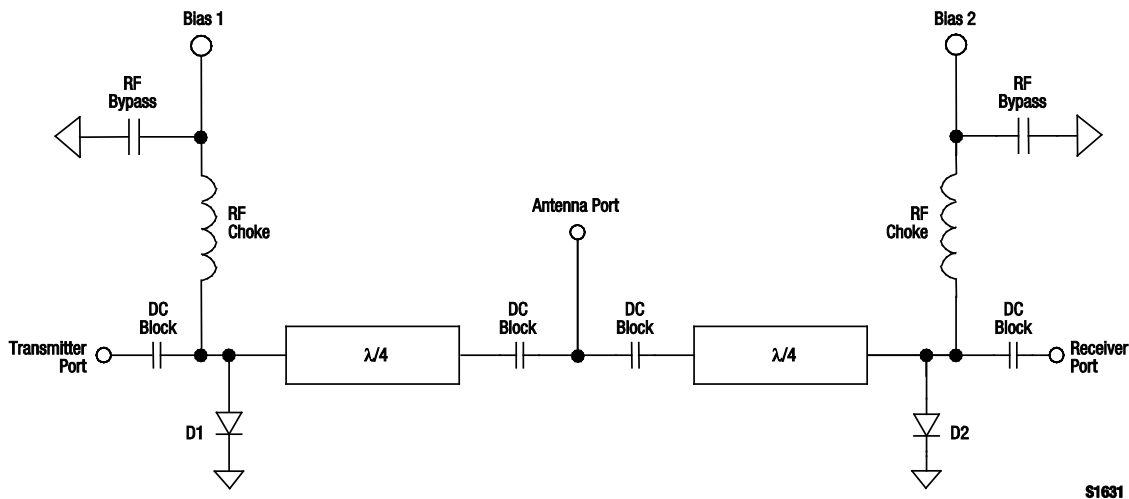 Bias 1
Bias 2
RF
Bypass
RF
Bypass
RF
Choke
Antenna Port
RF
Choke
DC
Block
DC
Block
DC
Block
DC
Block
Transmitter
Port
λ/4
λ/4
Receiver
Port
D1
D2
S1631